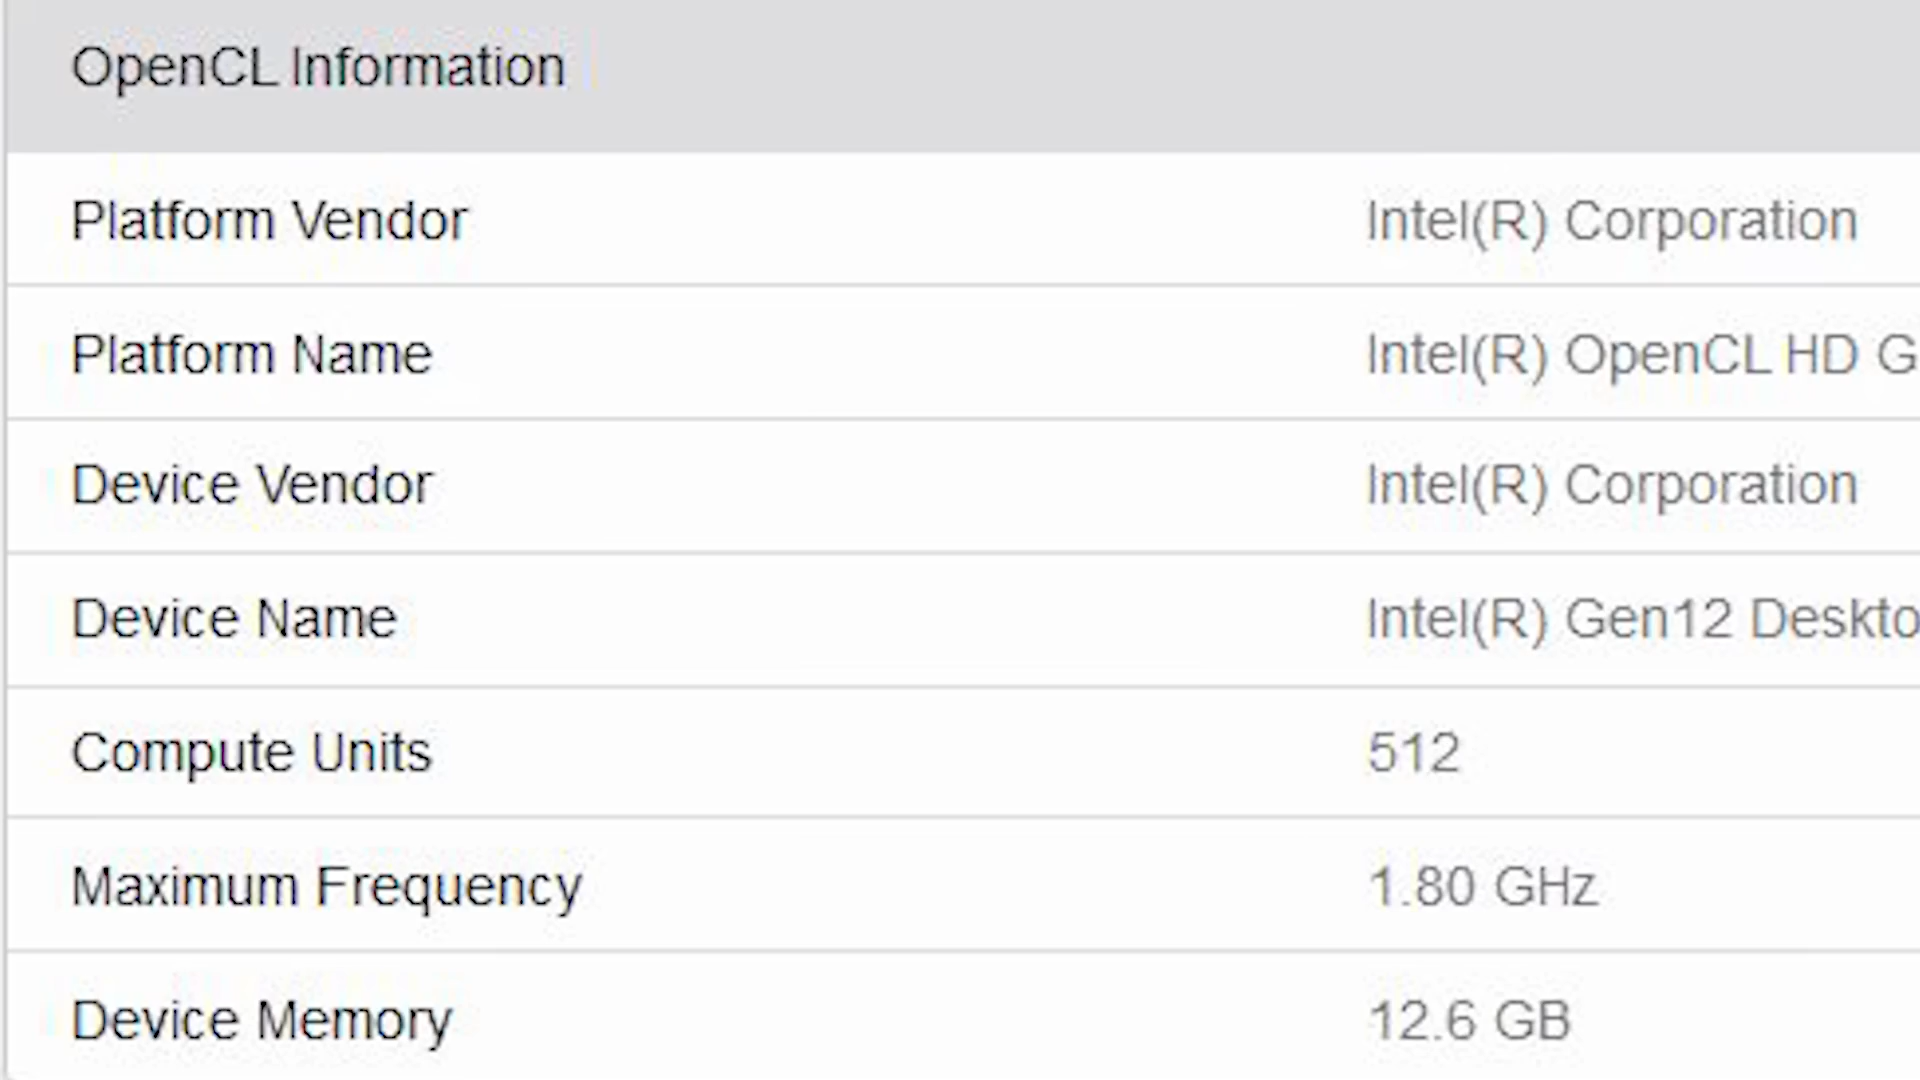 OpenCL Information
Platform Vendor Intel(R) Corporation
Platform Name Intel(R) OpenCL HD G
Device Vendor Intel(R) Corporation
Device Name Intel(R) Gen12 Deskto
Compute Units 512
Maximum Frequency 1.80 GHz
Device Memory 12.6 GB